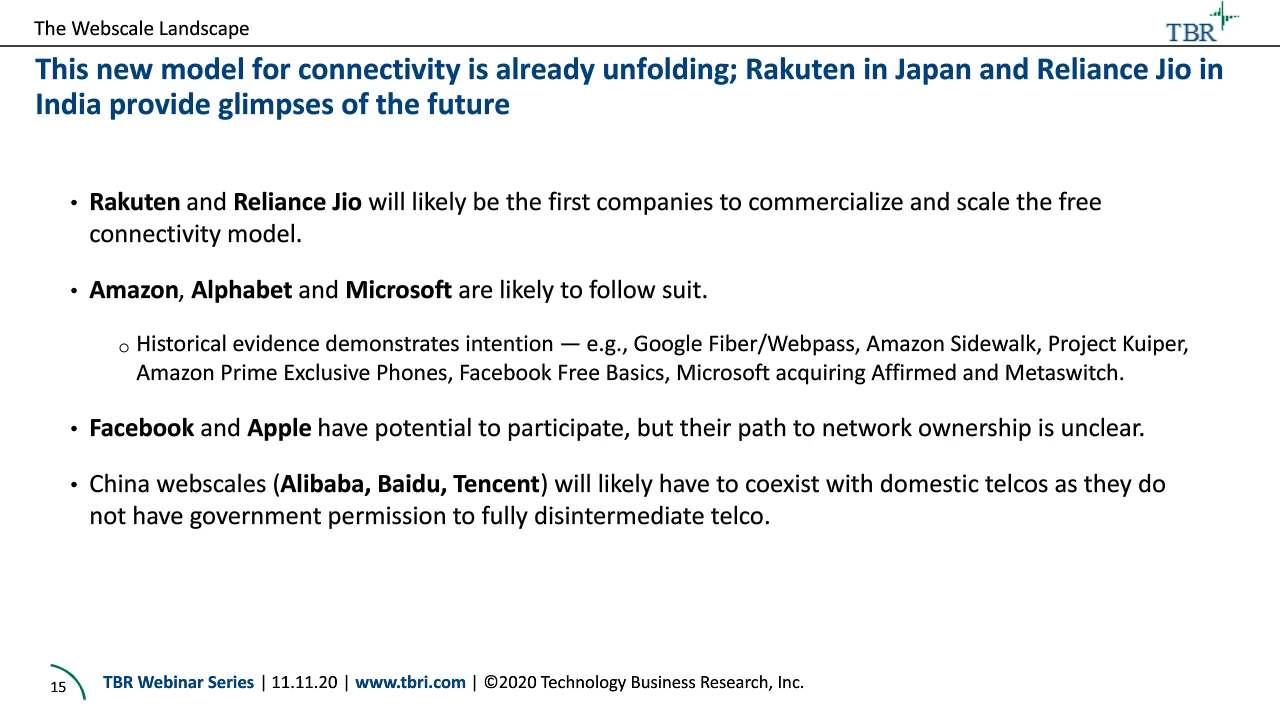 The Webscale Landscape
TBR
This new model for connectivity is already unfolding; Rakuten in Japan and Reliance Jio in
India provide glimpses of the future
• Rakuten and Reliance Jio will likely be the first companies to commercialize and scale the free
connectivity model.
• Amazon, Alphabet and Microsoft are likely to follow suit.
o Historical evidence demonstrates intention — e.g., Google Fiber/Webpass, Amazon Sidewalk, Project Kuiper,
Amazon Prime Exclusive Phones, Facebook Free Basics, Microsoft acquiring Affirmed and Metaswitch.
• Facebook and Apple have potential to participate, but their path to network ownership is unclear.
• China webscales (Alibaba, Baidu, Tencent) will likely have to coexist with domestic telcos as they do
not have government permission to fully disintermediate telco.
15 TBR Webinar Series | 11.11.20 | www.tbri.com | ©2020 Technology Business Research, Inc.